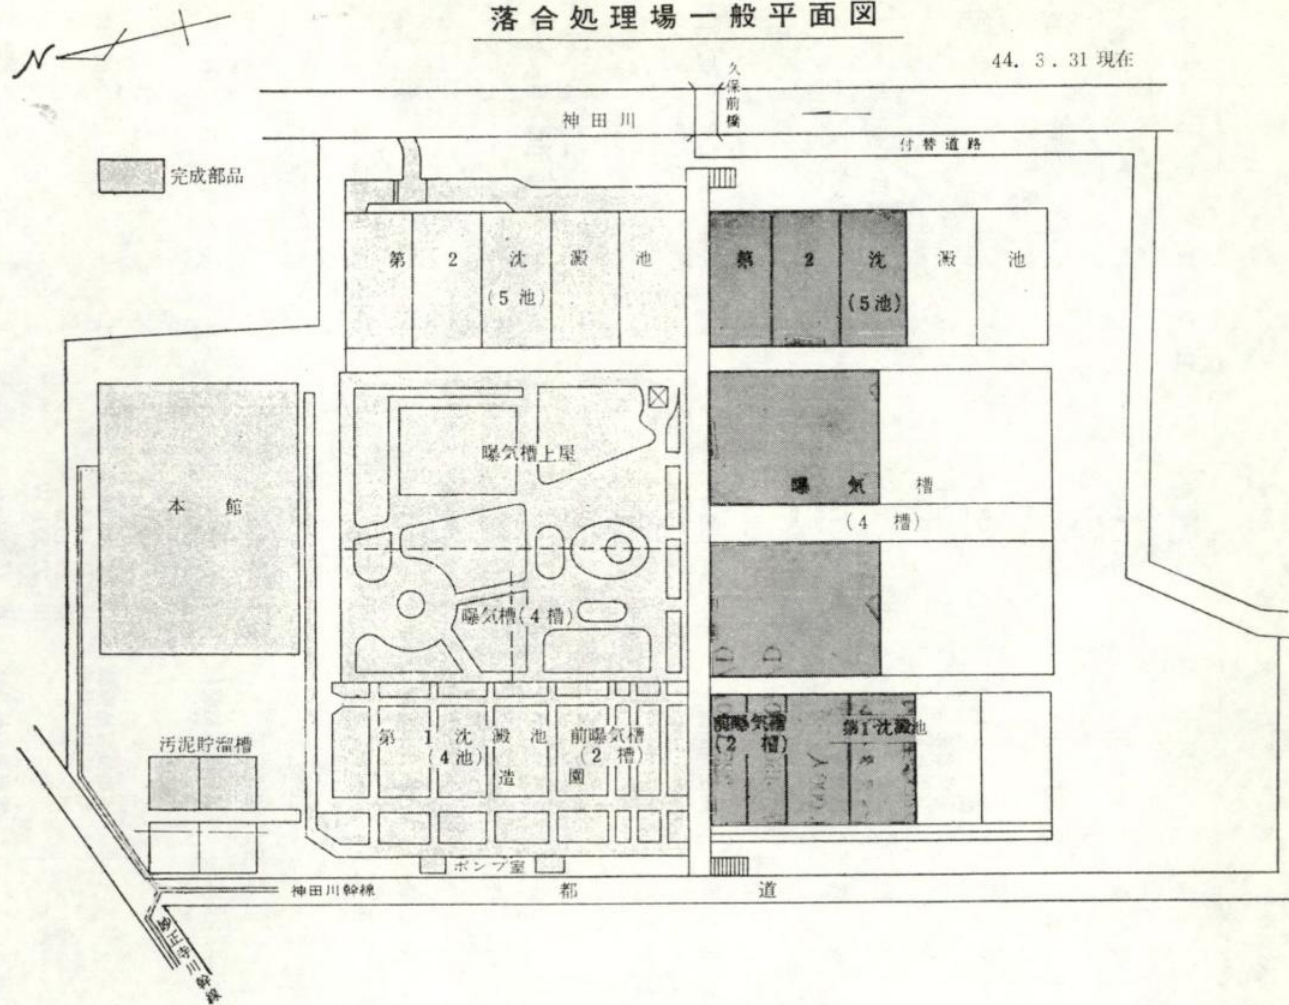 落合処理場一般平面図
N
44. 3. 31 現在
久保前橋
神田川
付替道路
完成部品
第2沈澱池
(5池)
第2沈澱池
(5池)
曝気槽上屋
本館
曝気槽
(4槽)
曝気槽(4槽)
第1沈澱池
(4池)
前曝気槽
(2槽)
造園
前曝気槽
(2槽)
第1沈澱池
汚泥貯溜槽
ポンプ室
神田川幹線
都道
正寺川幹線